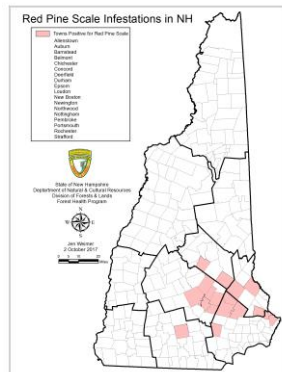 Red Pine Scale Infestations in NH
Towns Positive for Red Pine Scale
Allenstown
Auburn
Barnstead
Belmont
Chichester
Concord
Deerfield
Durham
Epsom
Loudon
New Boston
Newington
Northwood
Nottingham
Pembroke
Portsmouth
Rochester
Strafford
State of New Hampshire
Department of Natural & Cultural Resources
Division of Forests & Lands
Forest Health Program
Jen Weimer
2 October 2017